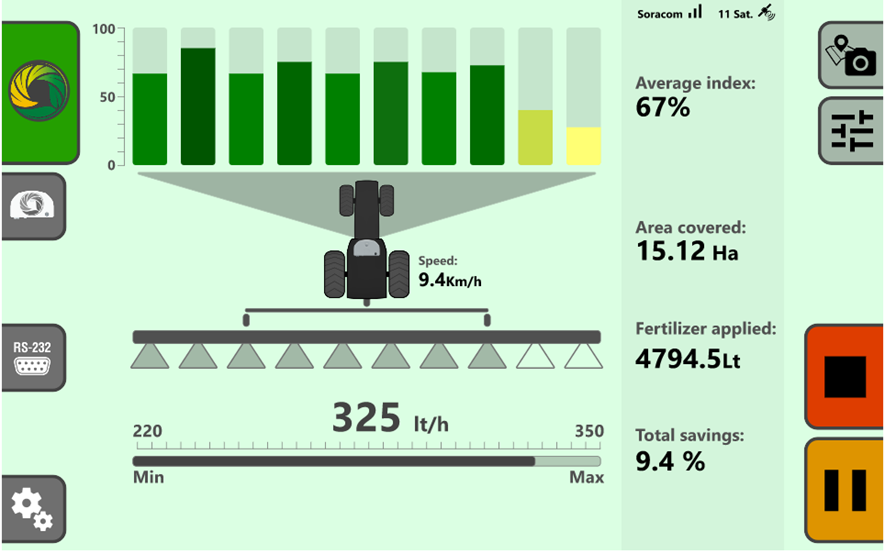 Soracom 11 Sat.
100
50
0
Average index:
67%
Area covered:
15.12 Ha
Speed:
9.4Km/h
Fertilizer applied:
4794.5Lt
RS-232
325 lt/h
220 350
Min Max
Total savings:
9.4 %